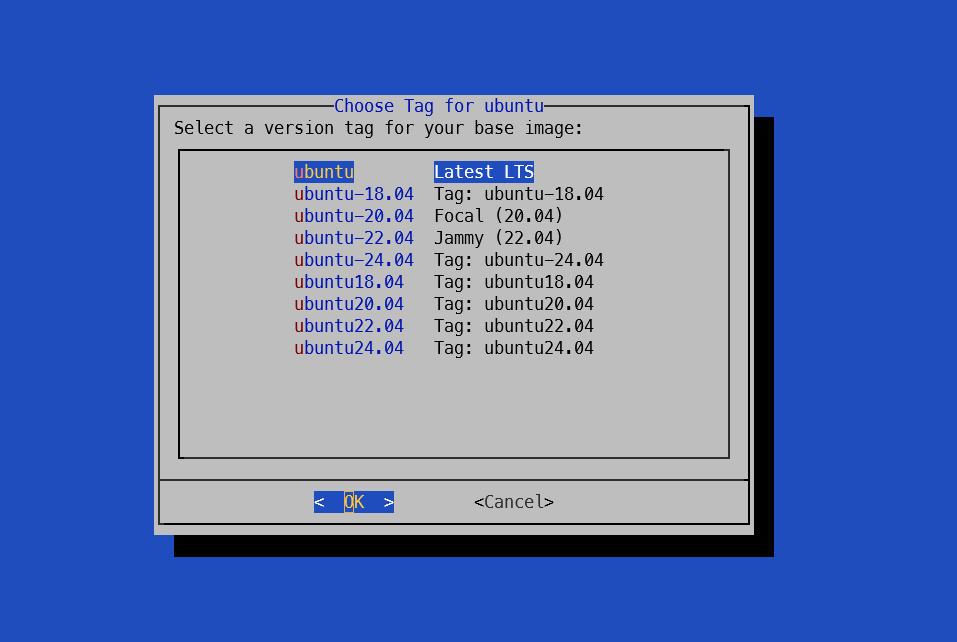 Choose Tag for ubuntu
Select a version tag for your base image:
ubuntu Latest LTS
ubuntu-18.04 Tag: ubuntu-18.04
ubuntu-20.04 Focal (20.04)
ubuntu-22.04 Jammy (22.04)
ubuntu-24.04 Tag: ubuntu-24.04
ubuntu18.04 Tag: ubuntu18.04
ubuntu20.04 Tag: ubuntu20.04
ubuntu22.04 Tag: ubuntu22.04
ubuntu24.04 Tag: ubuntu24.04
< OK > <Cancel>